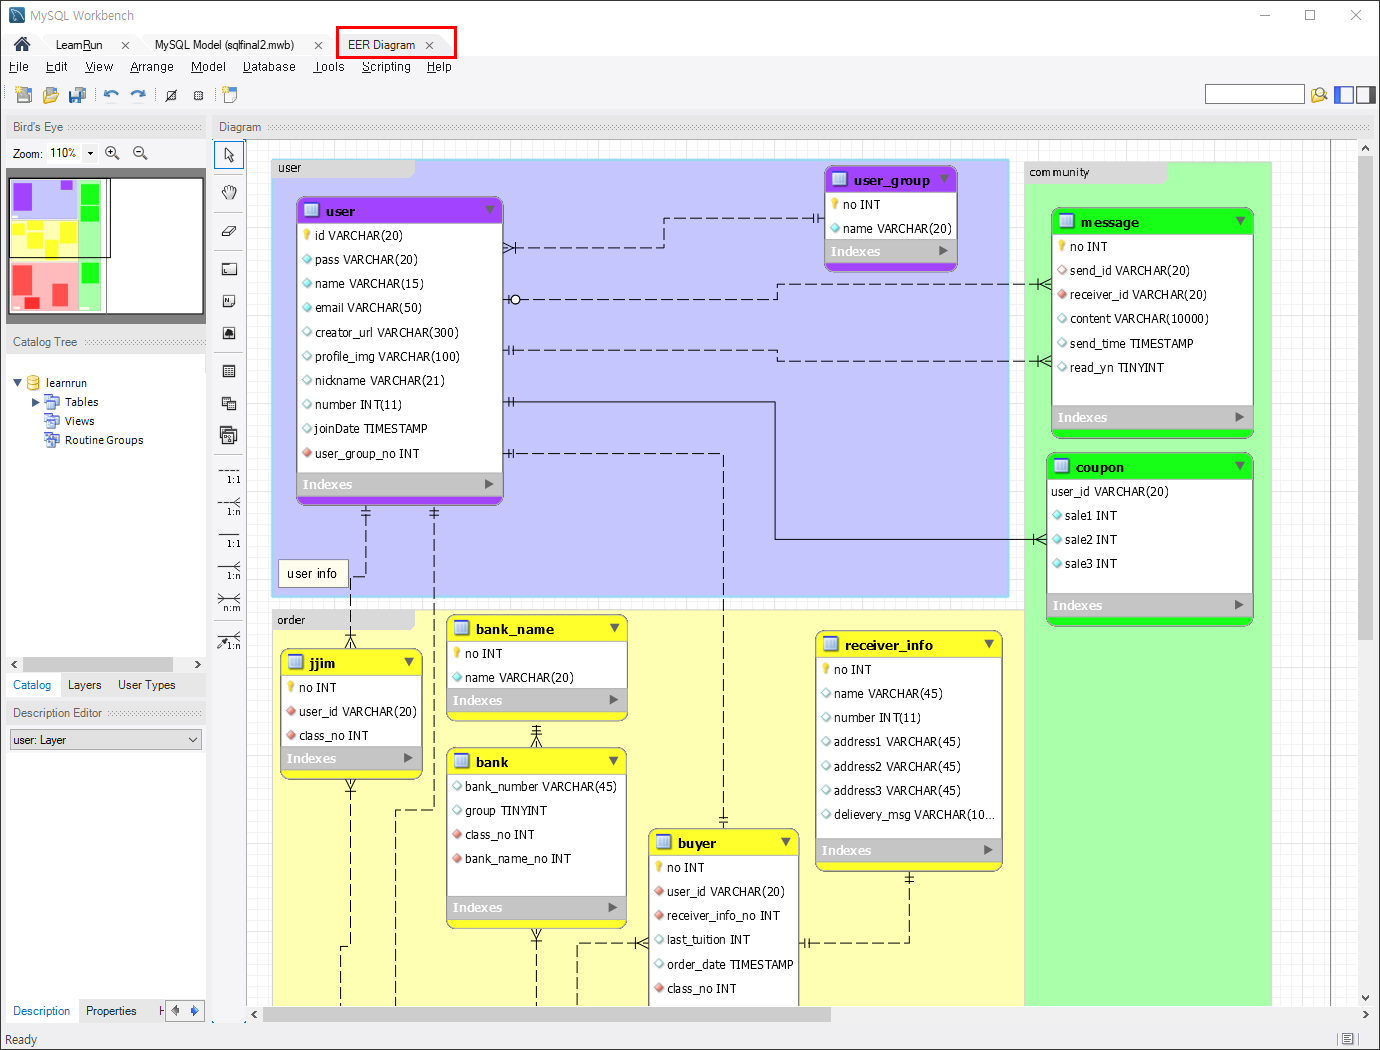 MySQL Workbench
LearnRun
MySQL Model (sqlfinal2.mwb)
EER Diagram
File Edit View Arrange Model Database Tools Scripting Help
Bird's Eye
Zoom: 110%
Catalog Tree
learnrun
Tables
Views
Routine Groups
Catalog Layers User Types
Description Editor
user: Layer
Description Properties
Ready
Diagram
1:1
1:n
1:1
1:n
n:m
1:n
user
user
id VARCHAR(20)
pass VARCHAR(20)
name VARCHAR(15)
email VARCHAR(50)
creator_url VARCHAR(300)
profile_img VARCHAR(100)
nickname VARCHAR(21)
number INT(11)
joinDate TIMESTAMP
user_group_no INT
Indexes
user info
user_group
no INT
name VARCHAR(20)
Indexes
community
message
no INT
send_id VARCHAR(20)
receiver_id VARCHAR(20)
content VARCHAR(10000)
send_time TIMESTAMP
read_yn TINYINT
Indexes
coupon
user_id VARCHAR(20)
sale1 INT
sale2 INT
sale3 INT
Indexes
order
jjim
no INT
user_id VARCHAR(20)
class_no INT
Indexes
bank_name
no INT
name VARCHAR(20)
Indexes
bank
bank_number VARCHAR(45)
group TINYINT
class_no INT
bank_name_no INT
Indexes
buyer
no INT
user_id VARCHAR(20)
receiver_info_no INT
last_tuition INT
order_date TIMESTAMP
class_no INT
receiver_info
no INT
name VARCHAR(45)
number INT(11)
address1 VARCHAR(45)
address2 VARCHAR(45)
address3 VARCHAR(45)
delievery_msg VARCHAR(10...
Indexes